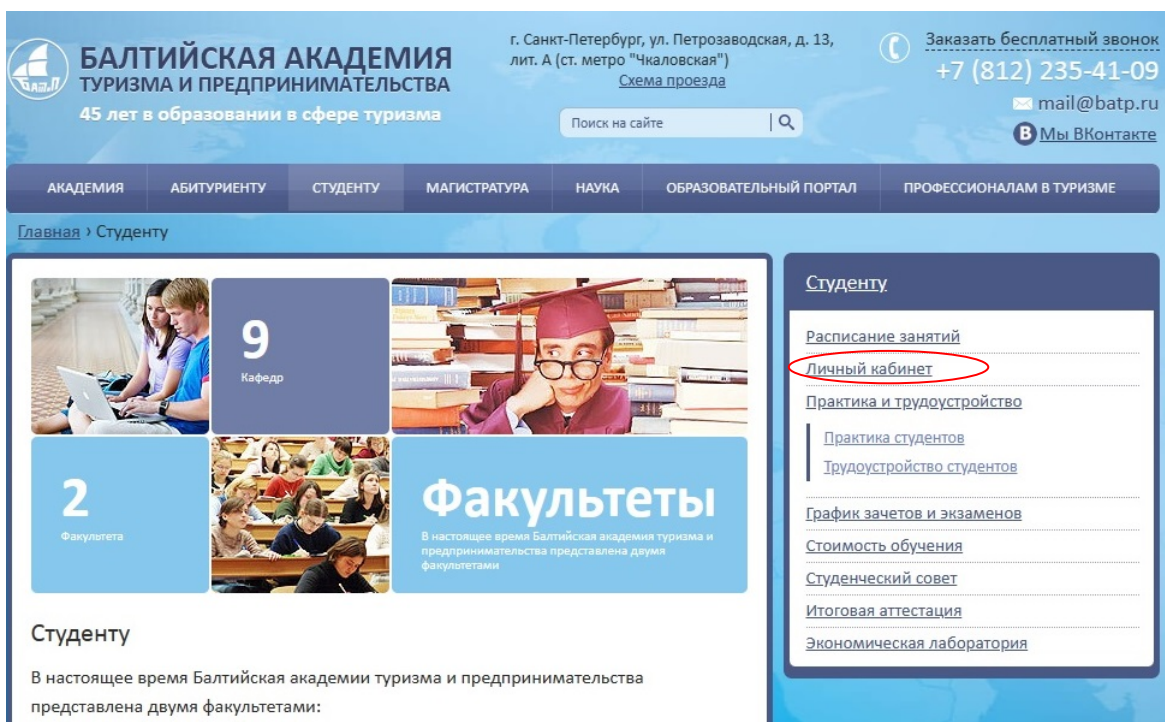 БАТиП
БАЛТИЙСКАЯ АКАДЕМИЯ
ТУРИЗМА И ПРЕДПРИНИМАТЕЛЬСТВА
45 лет в образовании в сфере туризма
г. Санкт-Петербург, ул. Петрозаводская, д. 13,
лит. А (ст. метро "Чкаловская")
Схема проезда
Поиск на сайте
Заказать бесплатный звонок
+7 (812) 235-41-09
mail@batp.ru
В Мы ВКонтакте
АКАДЕМИЯ АБИТУРИЕНТУ СТУДЕНТУ МАГИСТРАТУРА НАУКА ОБРАЗОВАТЕЛЬНЫЙ ПОРТАЛ ПРОФЕССИОНАЛАМ В ТУРИЗМЕ
Главная › Студенту
9
Кафедр
2
Факультета
Факультеты
В настоящее время Балтийская академия туризма и
предпринимательства представлена двумя
факультетами
Студенту
В настоящее время Балтийская академии туризма и предпринимательства
представлена двумя факультетами:
Студенту
Расписание занятий
Личный кабинет
Практика и трудоустройство
Практика студентов
Трудоустройство студентов
График зачетов и экзаменов
Стоимость обучения
Студенческий совет
Итоговая аттестация
Экономическая лаборатория